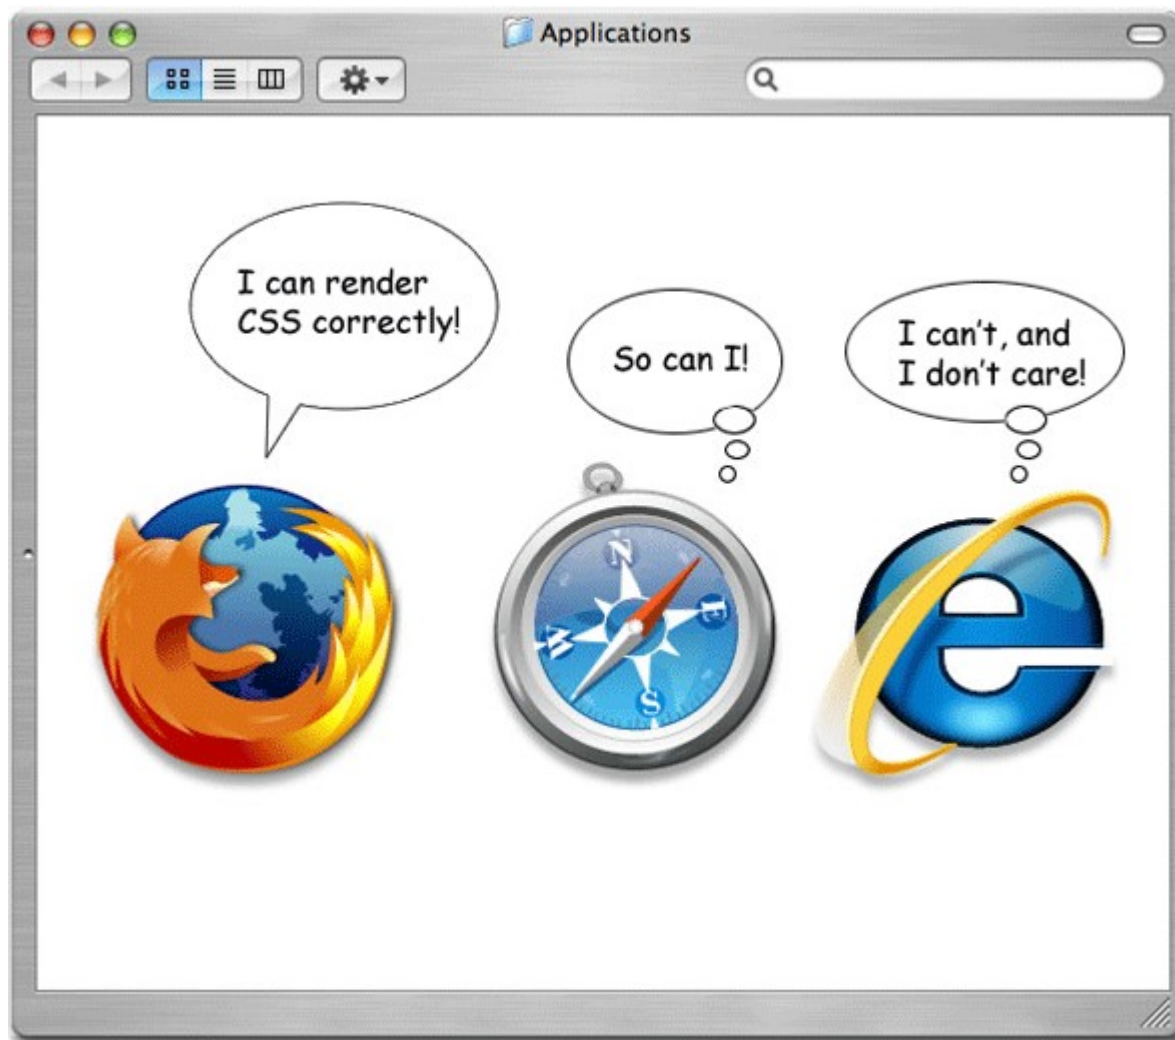 Applications
I can render
CSS correctly!
So can I!
I can't, and
I don't care!
N
E
W
S
e